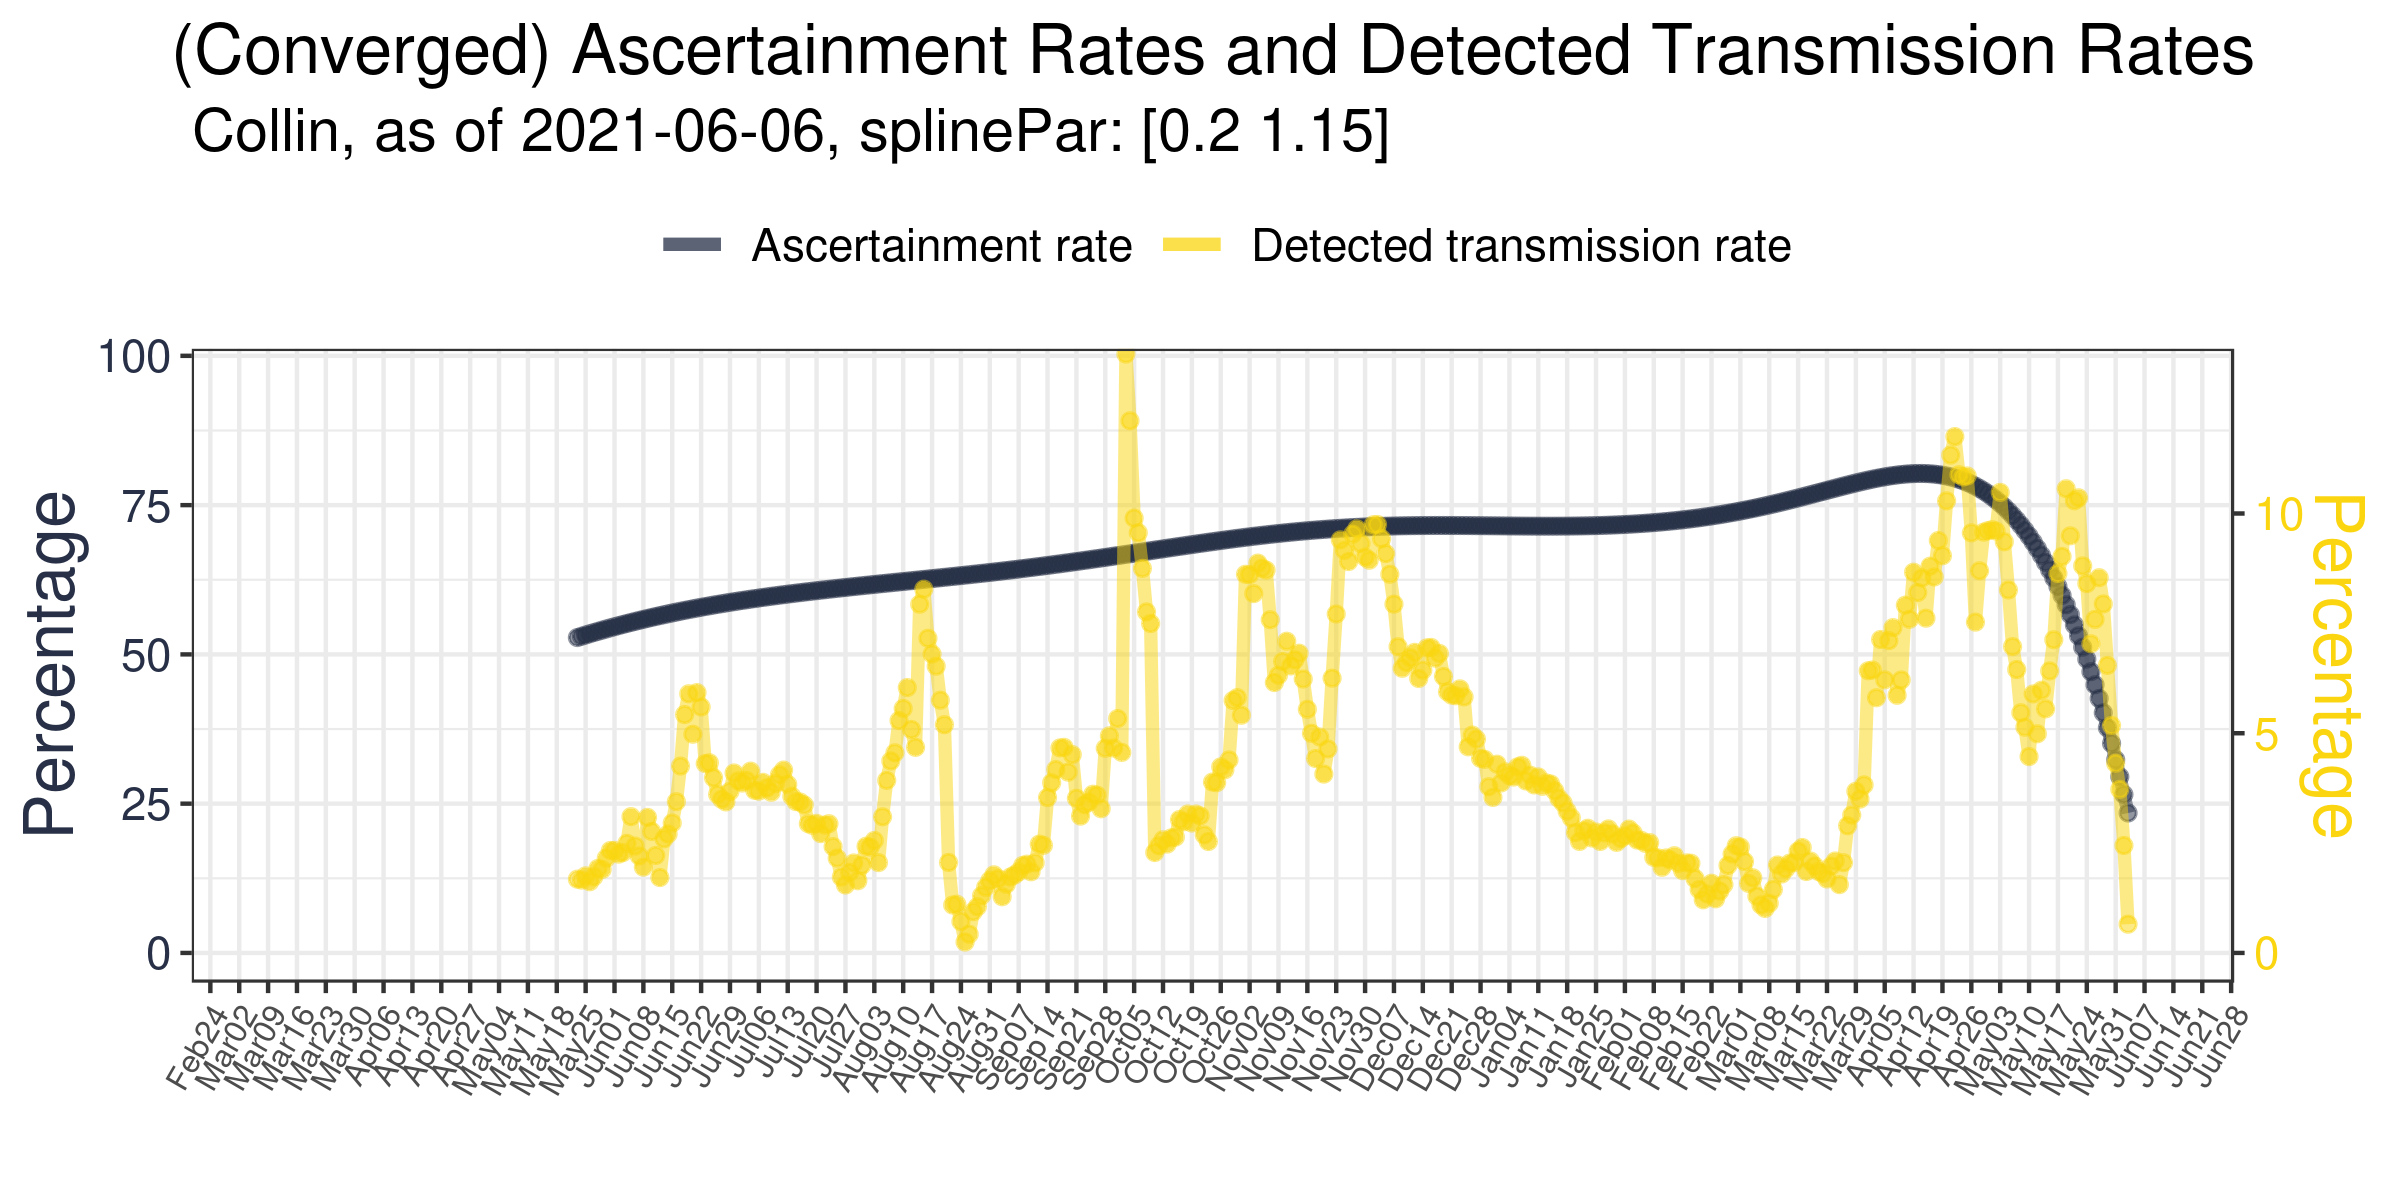 (Converged) Ascertainment Rates and Detected Transmission Rates
Collin, as of 2021-06-06, splinePar: [0.2 1.15]
Ascertainment rate
Detected transmission rate
Percentage
100
75
50
25
0
10
5
0
Percentage
Feb24
Mar02
Mar09
Mar16
Mar23
Mar30
Apr06
Apr13
Apr20
Apr27
May04
May11
May18
May25
Jun01
Jun08
Jun15
Jun22
Jun29
Jul06
Jul13
Jul20
Jul27
Aug03
Aug10
Aug17
Aug24
Aug31
Sep07
Sep14
Sep21
Sep28
Oct05
Oct12
Oct19
Oct26
Nov02
Nov09
Nov16
Nov23
Nov30
Dec07
Dec14
Dec21
Dec28
Jan04
Jan11
Jan18
Jan25
Feb01
Feb08
Feb15
Feb22
Mar01
Mar08
Mar15
Mar22
Mar29
Apr05
Apr12
Apr19
Apr26
May03
May10
May17
May24
May31
Jun07
Jun14
Jun21
Jun28